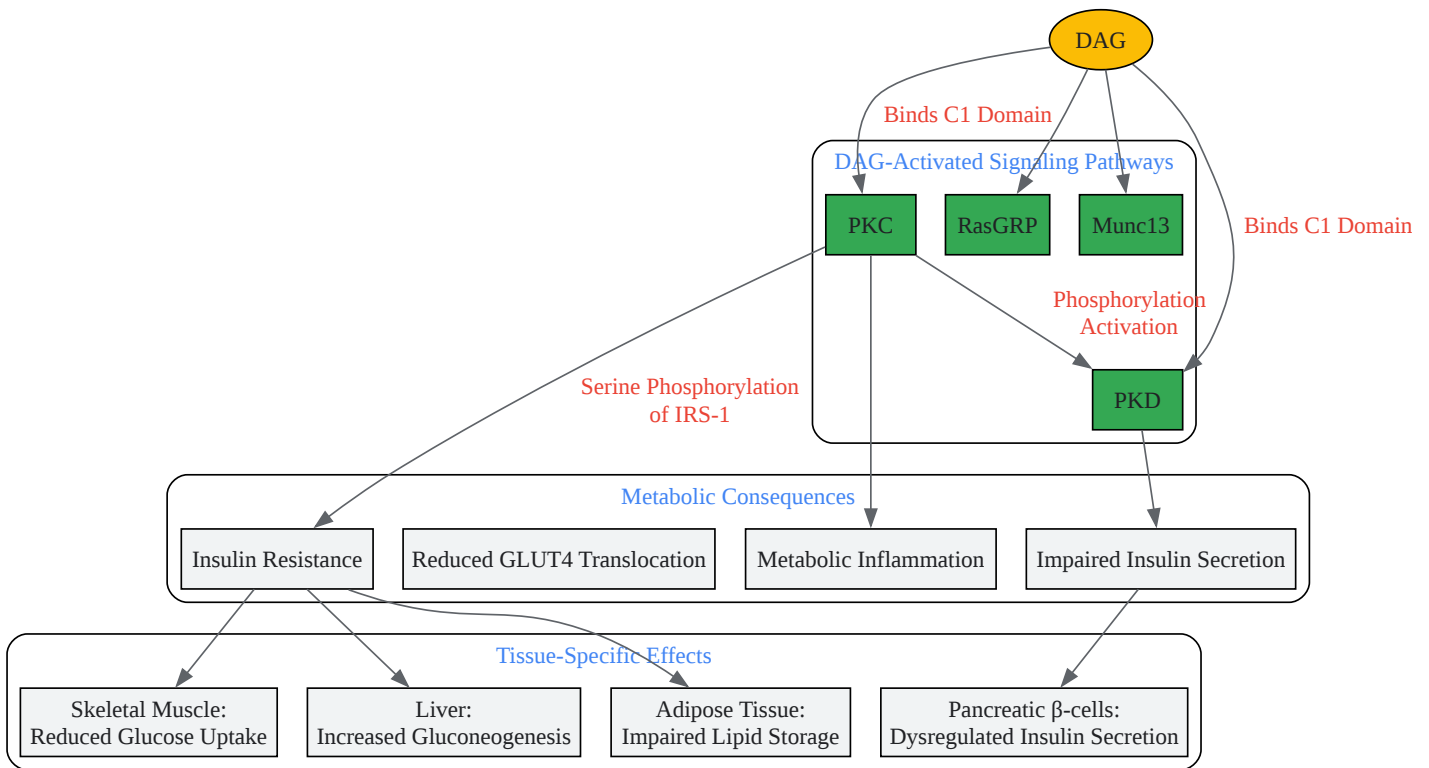 DAG
Binds C1 Domain
DAG-Activated Signaling Pathways
PKC
RasGRP
Munc13
Binds C1 Domain
Phosphorylation
Activation
PKD
Serine Phosphorylation
of IRS-1
Metabolic Consequences
Insulin Resistance
Reduced GLUT4 Translocation
Metabolic Inflammation
Impaired Insulin Secretion
Tissue-Specific Effects
Skeletal Muscle:
Reduced Glucose Uptake
Liver:
Increased Gluconeogenesis
Adipose Tissue:
Impaired Lipid Storage
Pancreatic β-cells:
Dysregulated Insulin Secretion